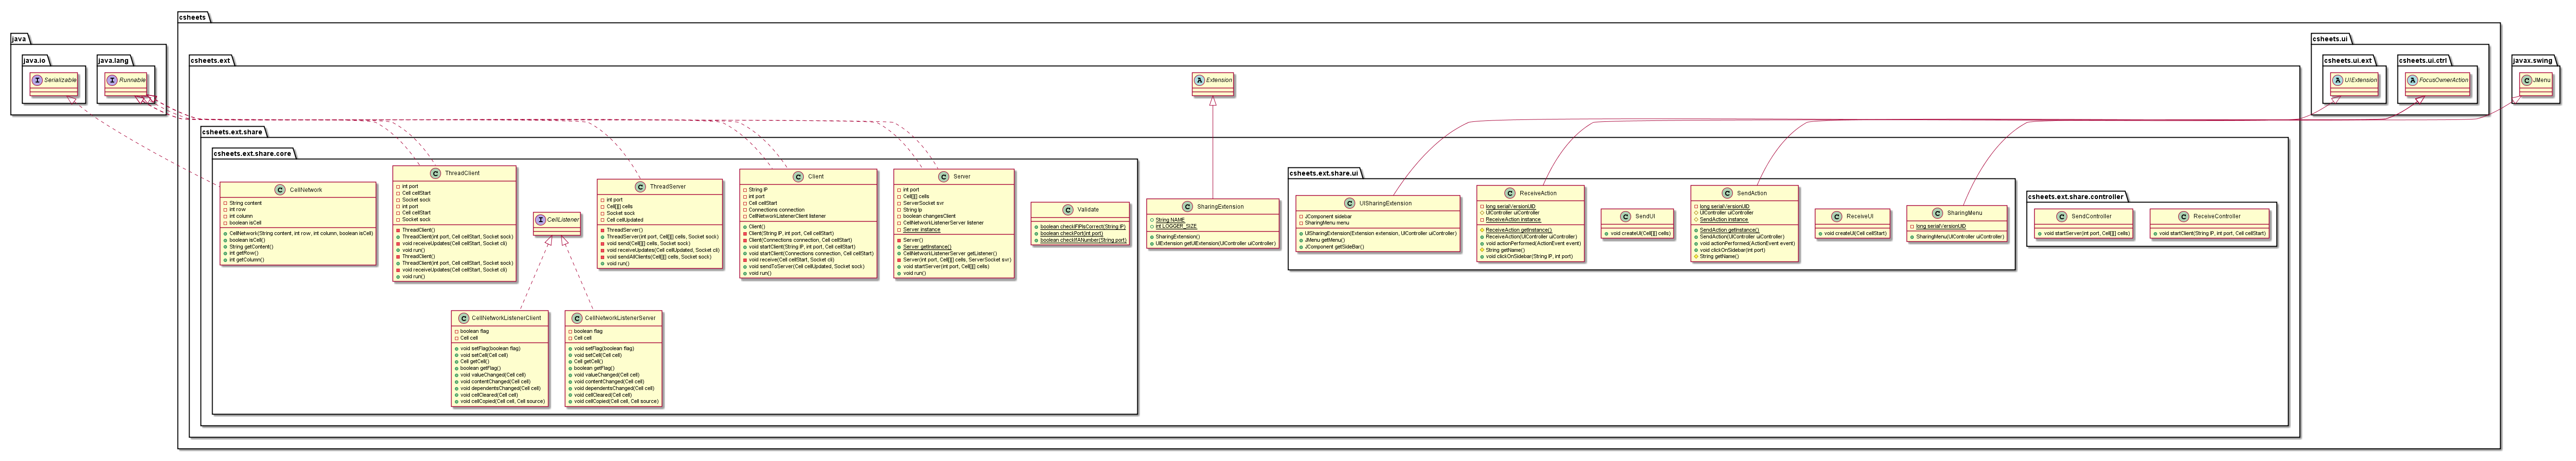 csheets
java
java.io
Serializable
java.lang
Runnable
csheets.ext
Extension
csheets.ui
csheets.ui.ext
UIExtension
csheets.ui.ctrl
FocusOwnerAction
javax.swing
JMenu
csheets.ext.share
csheets.ext.share.core
CellNetwork
String content
int row
int column
boolean isCell
CellNetwork(String content, int row, int column, boolean isCell)
boolean isCell()
String getContent()
int getRow()
int getColumn()
ThreadClient
int port
Cell cellStart
Socket sock
int port
Cell cellStart
Socket sock
ThreadClient()
ThreadClient(int port, Cell cellStart, Socket sock)
void receiveUpdates(Cell cellStart, Socket cli)
void run()
ThreadClient()
ThreadClient(int port, Cell cellStart, Socket sock)
void receiveUpdates(Cell cellStart, Socket cli)
void run()
CellListener
ThreadServer
int port
Cell[][] cells
Socket sock
Cell cellUpdated
ThreadServer()
ThreadServer(int port, Cell[][] cells, Socket sock)
void send(Cell[][] cells, Socket sock)
void receiveUpdates(Cell cellUpdated, Socket cli)
void sendAllClients(Cell[][] cells, Socket sock)
void run()
Client
String IP
int port
Cell cellStart
Connections connection
CellNetworkListenerClient listener
Client()
Client(String IP, int port, Cell cellStart)
Client(Connections connection, Cell cellStart)
void startClient(String IP, int port, Cell cellStart)
void startClient(Connections connection, Cell cellStart)
void receive(Cell cellStart, Socket cli)
void sendToServer(Cell cellUpdated, Socket sock)
void run()
Server
int port
Cell[][] cells
ServerSocket svr
String ip
boolean changesClient
CellNetworkListenerServer listener
Server instance
Server()
Server getInstance()
CellNetworkListenerServer getListener()
Server(int port, Cell[][] cells, ServerSocket svr)
void startServer(int port, Cell[][] cells)
void run()
Validate
boolean checkIFIPIsCorrect(String IP)
boolean checkPort(int port)
boolean checkIfANumber(String port)
CellNetworkListenerClient
boolean flag
Cell cell
void setFlag(boolean flag)
void setCell(Cell cell)
Cell getCell()
boolean getFlag()
void valueChanged(Cell cell)
void contentChanged(Cell cell)
void dependentsChanged(Cell cell)
void cellCleared(Cell cell)
void cellCopied(Cell cell, Cell source)
CellNetworkListenerServer
boolean flag
Cell cell
void setFlag(boolean flag)
void setCell(Cell cell)
Cell getCell()
boolean getFlag()
void valueChanged(Cell cell)
void contentChanged(Cell cell)
void dependentsChanged(Cell cell)
void cellCleared(Cell cell)
void cellCopied(Cell cell, Cell source)
SharingExtension
String NAME
int LOGGER_SIZE
SharingExtension()
UIExtension getUIExtension(UIController uiController)
csheets.ext.share.ui
UISharingExtension
JComponent sidebar
SharingMenu menu
UISharingExtension(Extension extension, UIController uiController)
JMenu getMenu()
JComponent getSideBar()
ReceiveAction
long serialVersionUID
UIController uiController
ReceiveAction instance
ReceiveAction getInstance()
ReceiveAction(UIController uiController)
String getName()
void actionPerformed(ActionEvent event)
void clickOnSidebar(String IP, int port)
SendUI
void createUI(Cell[][] cells)
SendAction
long serialVersionUID
UIController uiController
SendAction instance
SendAction getInstance()
SendAction(UIController uiController)
void actionPerformed(ActionEvent event)
void clickOnSidebar(int port)
String getName()
ReceiveUI
void createUI(Cell cellStart)
SharingMenu
long serialVersionUID
SharingMenu(UIController uiController)
csheets.ext.share.controller
SendController
void startServer(int port, Cell[][] cells)
ReceiveController
void startClient(String IP, int port, Cell cellStart)